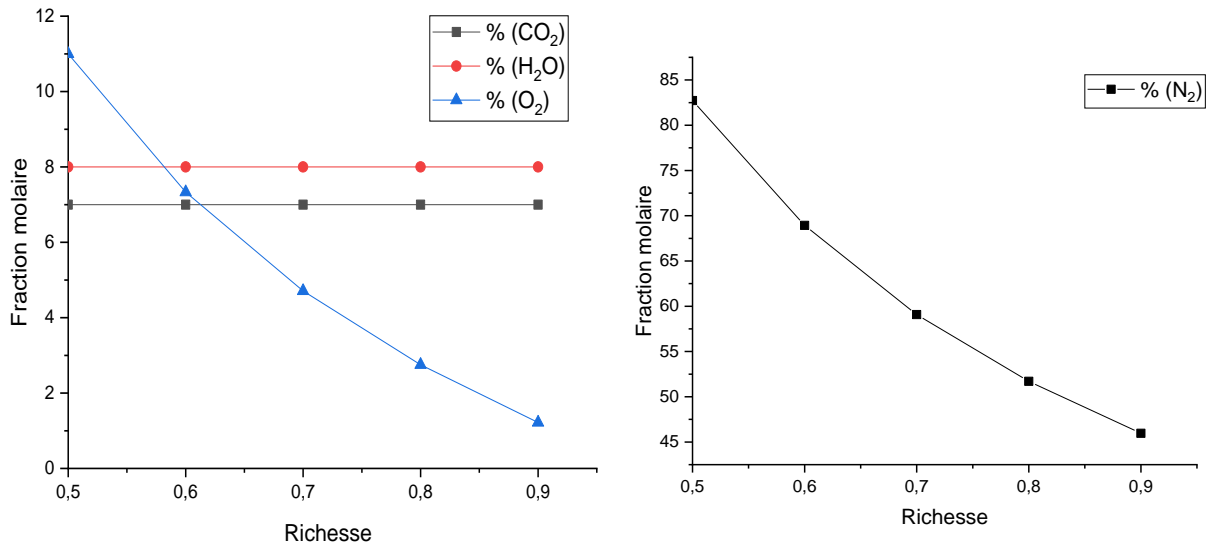 % (CO₂)
% (H₂O)
% (O₂)
Fraction molaire
12
10
8
6
4
2
0
0,5 0,6 0,7 0,8 0,9
Richesse
% (N₂)
Fraction molaire
85
80
75
70
65
60
55
50
45
0,5 0,6 0,7 0,8 0,9
Richesse